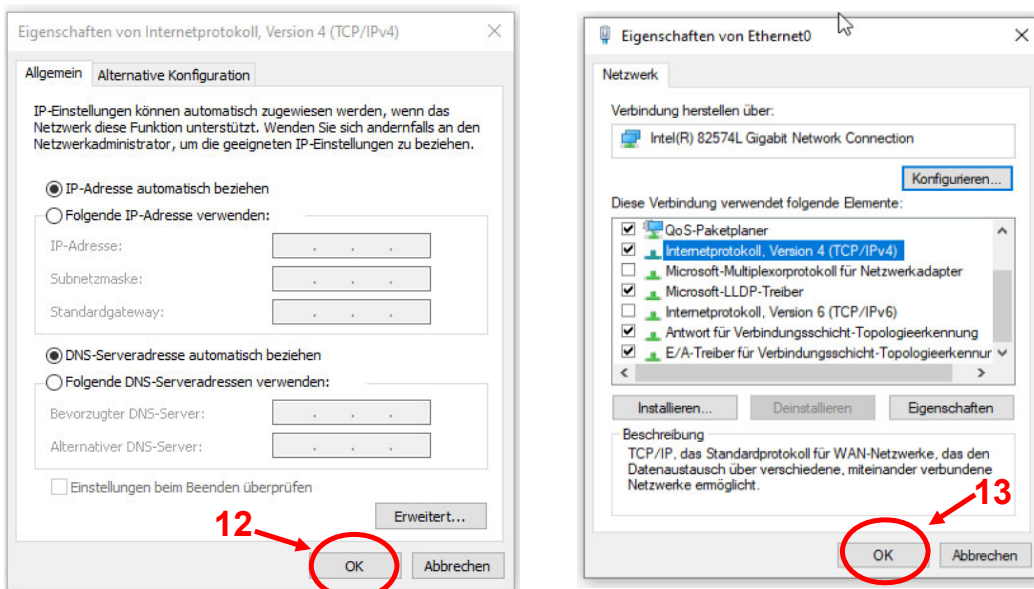 Eigenschaften von Internetprotokoll, Version 4 (TCP/IPv4)
Allgemein
Alternative Konfiguration
IP-Einstellungen können automatisch zugewiesen werden, wenn das
Netzwerk diese Funktion unterstützt. Wenden Sie sich andernfalls an den
Netzwerkadministrator, um die geeigneten IP-Einstellungen zu beziehen.
IP-Adresse automatisch beziehen
Folgende IP-Adresse verwenden:
IP-Adresse:
Subnetzmaske:
Standardgateway:
DNS-Serveradresse automatisch beziehen
Folgende DNS-Serveradressen verwenden:
Bevorzugter DNS-Server:
Alternativer DNS-Server:
Einstellungen beim Beenden überprüfen
Erweitert...
12
OK
Abbrechen
Eigenschaften von Ethernet0
Netzwerk
Verbindung herstellen über:
Intel(R) 82574L Gigabit Network Connection
Konfigurieren...
Diese Verbindung verwendet folgende Elemente:
QoS-Paketplaner
Internetprotokoll, Version 4 (TCP/IPv4)
Microsoft-Multiplexorprotokoll für Netzwerkadapter
Microsoft-LLDP-Treiber
Internetprotokoll, Version 6 (TCP/IPv6)
Antwort für Verbindungsschicht-Topologieerkennung
E/A-Treiber für Verbindungsschicht-Topologieerkennur
Installieren...
Deinstallieren
Eigenschaften
Beschreibung
TCP/IP, das Standardprotokoll für WAN-Netzwerke, das den
Datenaustausch über verschiedene, miteinander verbundene
Netzwerke ermöglicht.
13
OK
Abbrechen